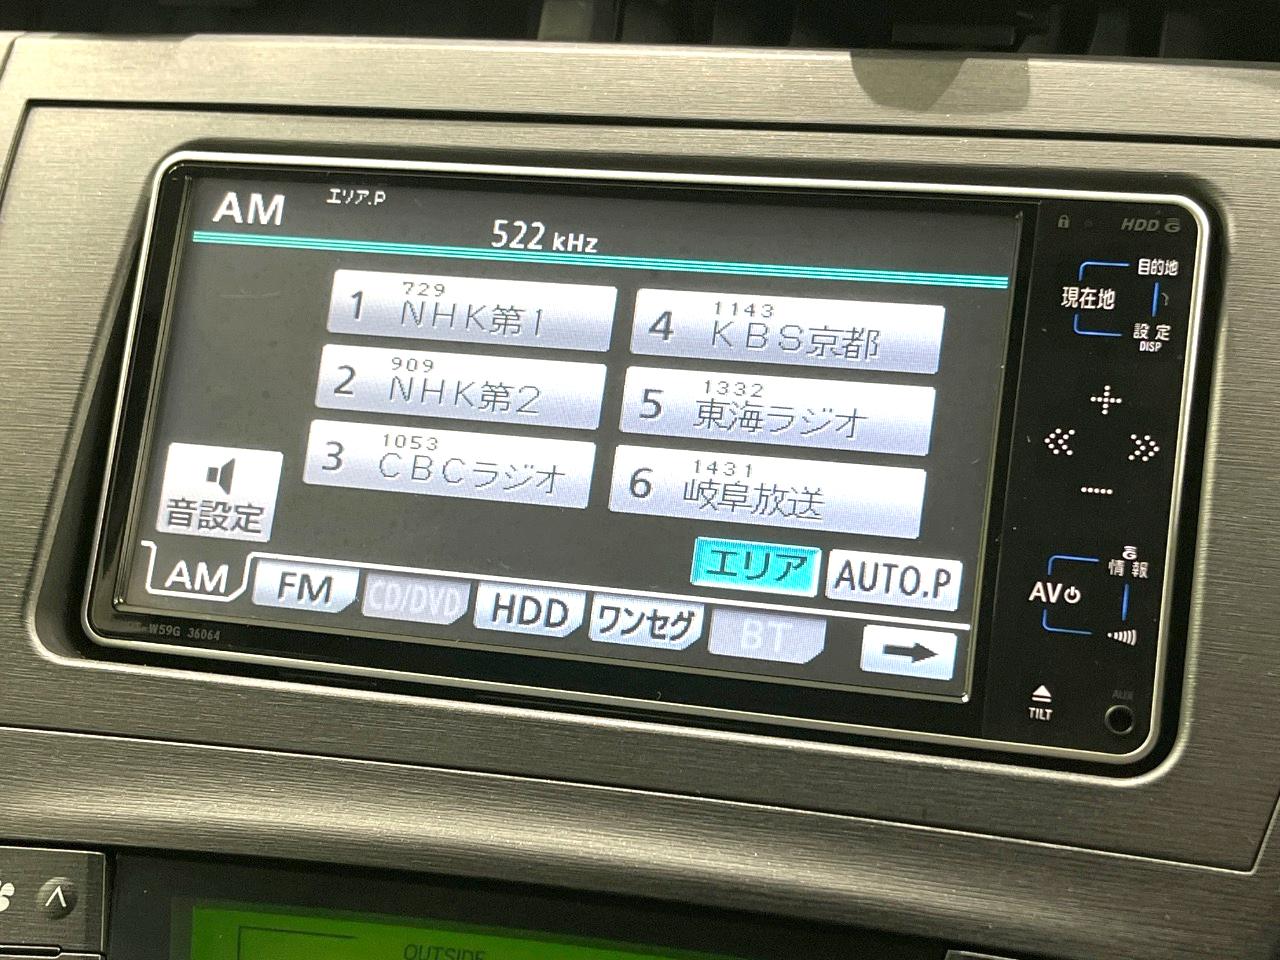 AM エリア.P
522 kHz
1 729 NHK第1
4 1143 KBS京都
2 909 NHK第2
5 1332 東海ラジオ
3 1053 CBCラジオ
6 1431 岐阜放送
音設定
エリア AUTO.P
AM FM CD/DVD HDD ワンセグ BT
W59G 36064
HDD
目的地
現在地
設定
DISP
情報
AV
TILT
AUX
OUTSIDE